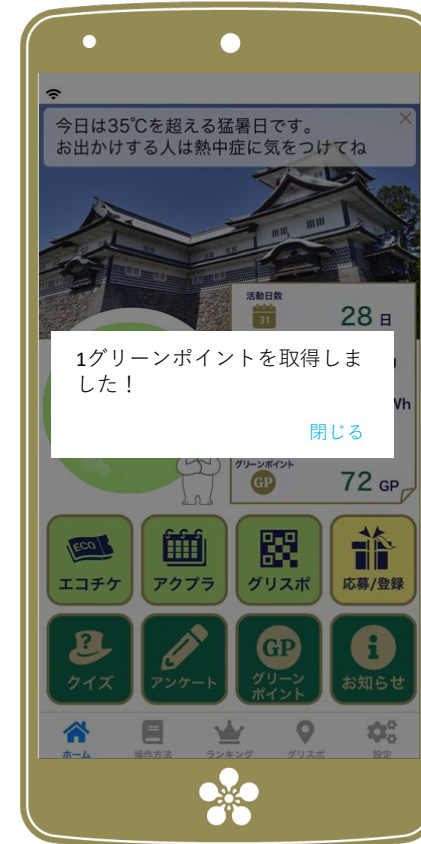 今日は35℃を超える猛暑日です。
お出かけする人は熱中症に気をつけてね
活動日数
31
28 日
1グリーンポイントを取得しま
した！
Wh
閉じる
グリーンポイント
GP
72 GP
ECO
エコチケ
アクプラ
グリスポ
応募/登録
?
クイズ
アンケート
GP
グリーン
ポイント
i
お知らせ
ホーム
操作方法
ランキング
グリスポ
設定